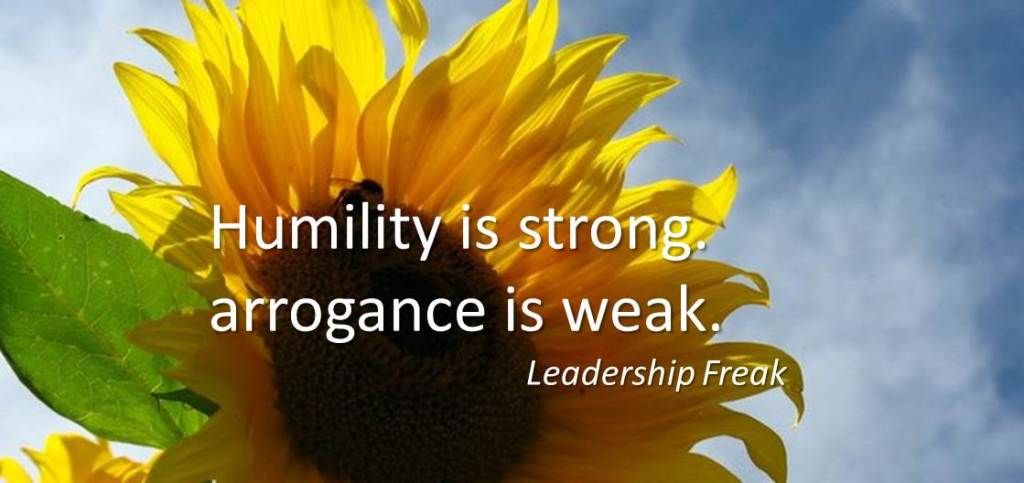 Humility is strong.
arrogance is weak.
Leadership Freak